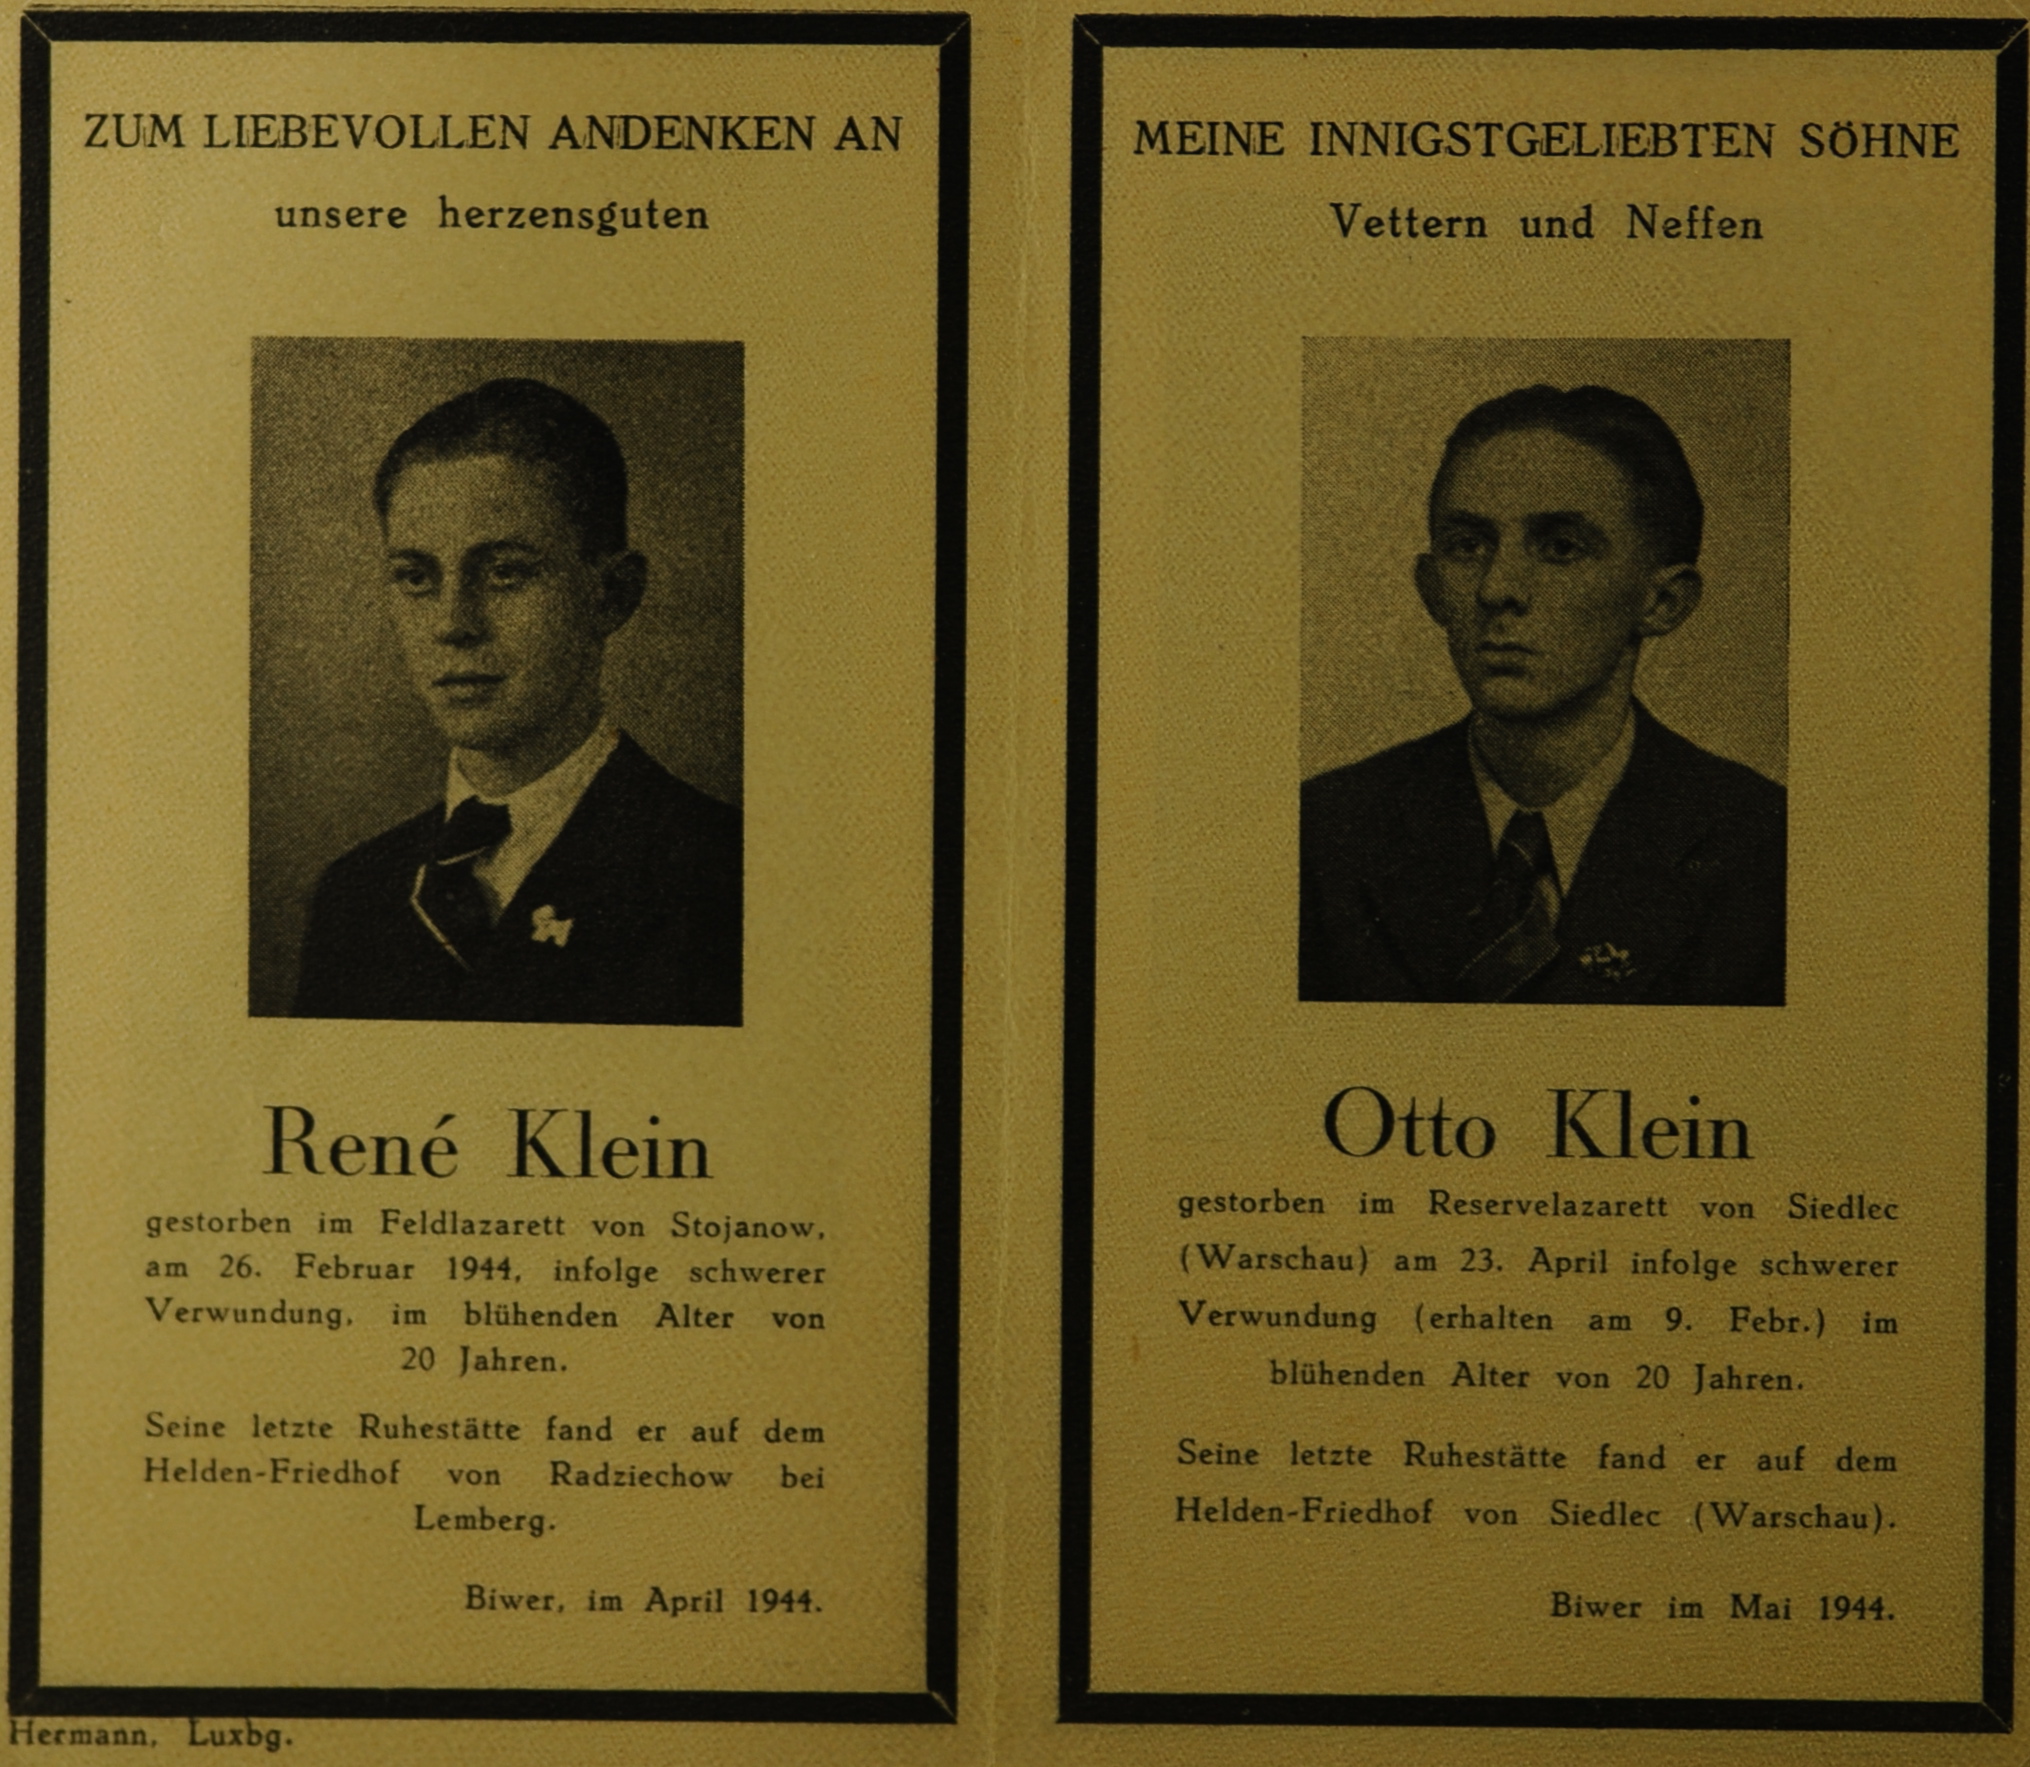 ZUM LIEBEVOLLEN ANDENKEN AN
unsere herzensguten
René Klein
gestorben im Feldlazarett von Stojanow,
am 26. Februar 1944, infolge schwerer
Verwundung, im blühenden Alter von
20 Jahren.
Seine letzte Ruhestätte fand er auf dem
Helden-Friedhof von Radziechow bei
Lemberg.
Biwer, im April 1944.
Hermann, Luxbg.
MEINE INNIGSTGELIEBTEN SÖHNE
Vettern und Neffen
Otto Klein
gestorben im Reservelazarett von Siedlec
(Warschau) am 23. April infolge schwerer
Verwundung (erhalten am 9. Febr.) im
blühenden Alter von 20 Jahren.
Seine letzte Ruhestätte fand er auf dem
Helden-Friedhof von Siedlec (Warschau).
Biwer im Mai 1944.